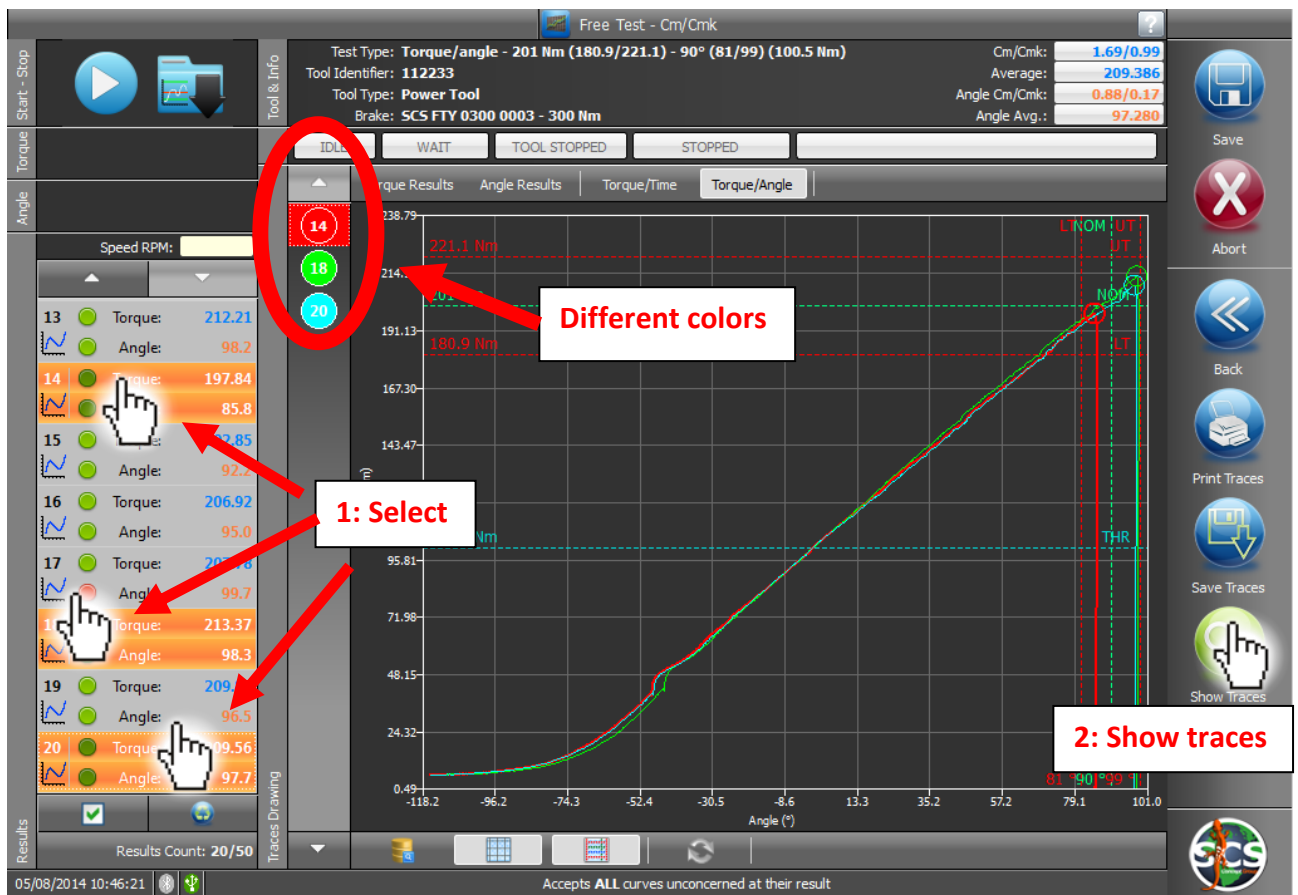 Free Test - Cm/Cmk
?
Start - Stop
Tool & Info
Test Type: Torque/angle - 201 Nm (180.9/221.1) - 90° (81/99) (100.5 Nm)
Tool Identifier: 112233
Tool Type: Power Tool
Brake: SCS FTY 0300 0003 - 300 Nm
Cm/Cmk: 1.69/0.99
Average: 209.386
Angle Cm/Cmk: 0.88/0.17
Angle Avg.: 97.280
Torque
WAIT
TOOL STOPPED
STOPPED
Angle
Angle Results
Torque/Time
Torque/Angle
Results
Speed RPM:
13 Torque: 212.21
Angle: 98.2
14 197.84
85.8
15
Angle: 92.2
16 Torque: 206.92
Angle: 95.0
17 Torque:
99.7
Torque: 213.37
Angle: 98.3
19 Torque:
Angle: 96.5
20
Angle: 97.7
Results Count: 20/50
Results
14
18
20
Different colors
1: Select
2: Show traces
238.79
191.13
167.30
143.47
95.81
71.98
48.15
24.32
0.49
221.1 Nm
180.9 Nm
Nm
LT
NOM
UT
UT
NOM
LT
THR
81 °
90 °
99 °
-118.2
-96.2
-74.3
-52.4
-30.5
-8.6
13.3
35.2
57.2
79.1
101.0
Angle (°)
Traces Drawing
Save
Abort
Back
Print Traces
Save Traces
Show Traces
SCS
05/08/2014 10:46:21
Accepts ALL curves unconcerned at their result